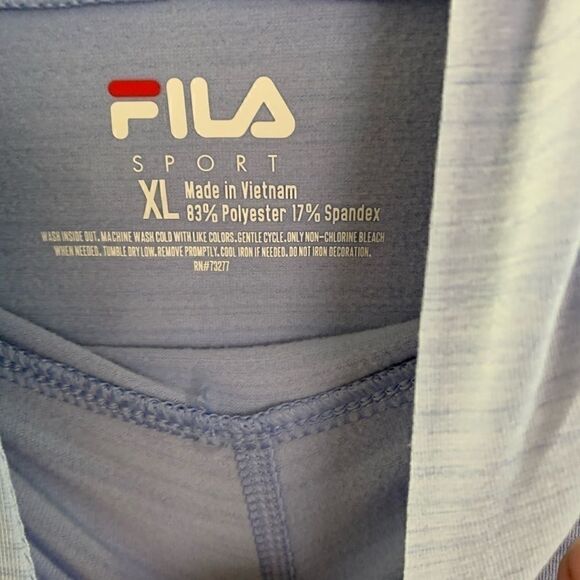 FILA
SPORT
XL Made in Vietnam
83% Polyester 17% Spandex
WASH INSIDE OUT. MACHINE WASH COLD WITH LIKE COLORS. GENTLE CYCLE. ONLY NON-CHLORINE BLEACH
WHEN NEEDED. TUMBLE DRY LOW. REMOVE PROMPTLY. COOL IRON IF NEEDED. DO NOT IRON DECORATION.
RN#73277